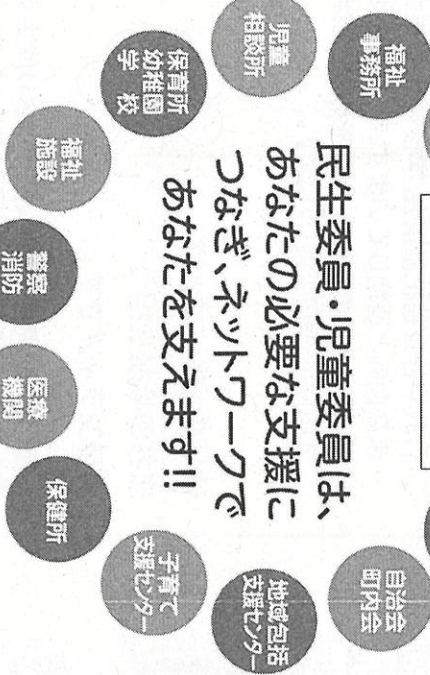 民生委員・児童委員は、
あなたの必要な支援に
つなぎ、ネットワークで
あなたを支えます!!
福祉
事務所
児童
相談所
保育所
幼稚園
学校
福祉
施設
警察
消防
医療
機関
保健所
子育て
支援センター
地域包括
支援センター
自治会
町内会